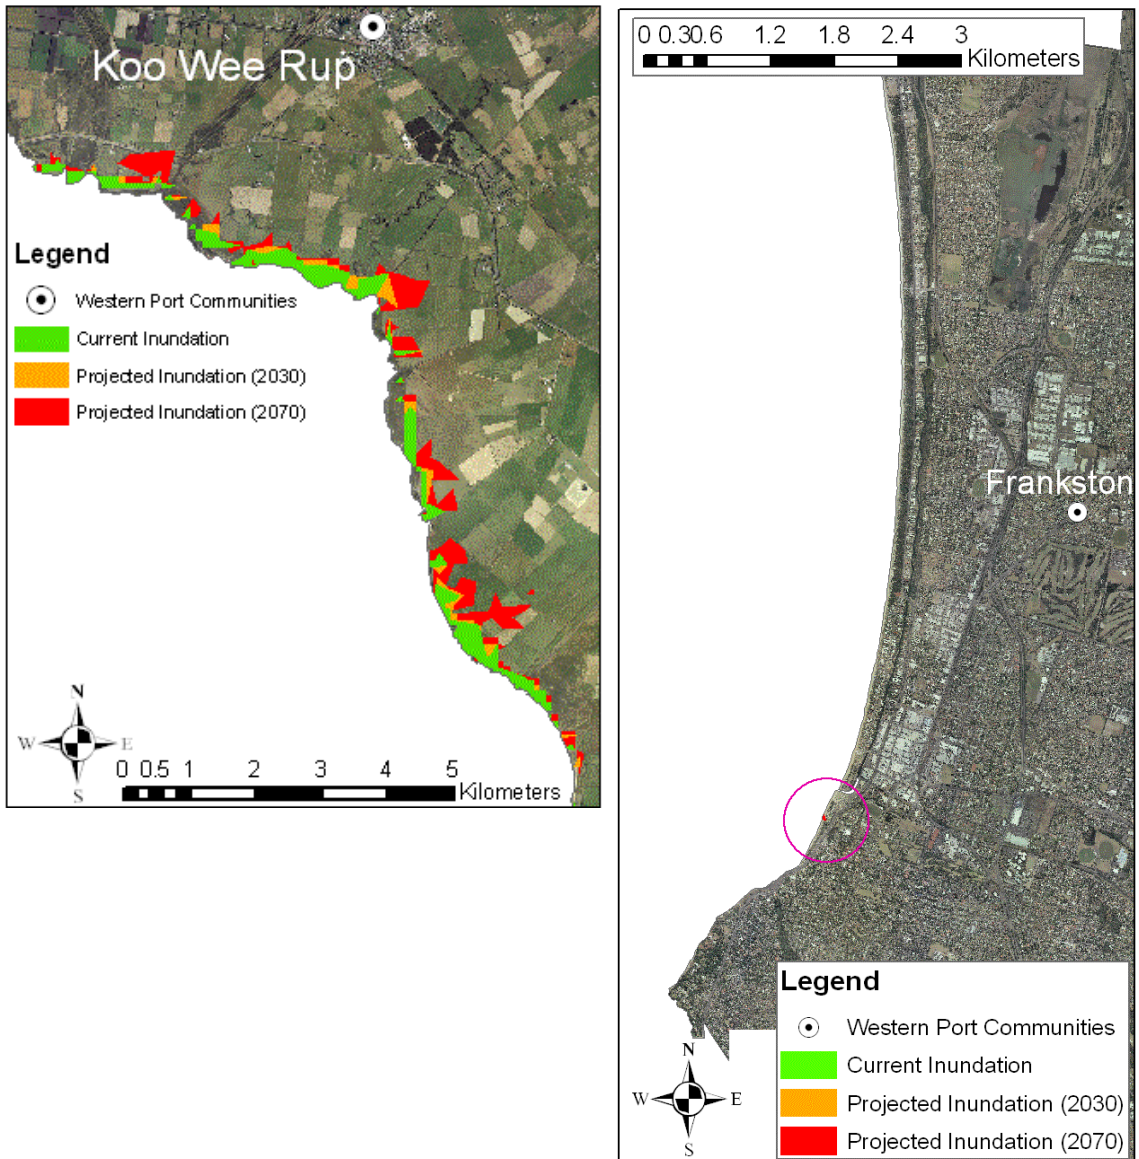 Koo Wee Rup
Legend
Western Port Communities
Current Inundation
Projected Inundation (2030)
Projected Inundation (2070)
N
W E
S
0 0.5 1 2 3 4 5
Kilometers
0 0.3 0.6 1.2 1.8 2.4 3
Kilometers
Frankston
Legend
Western Port Communities
Current Inundation
Projected Inundation (2030)
Projected Inundation (2070)
N
W E
S